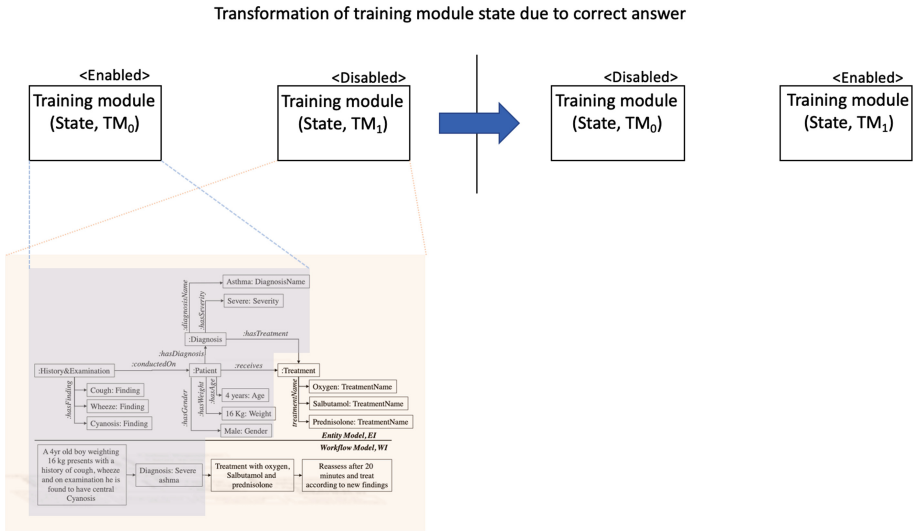 Transformation of training module state due to correct answer
<Enabled>
Training module
(State, TM₀)
<Disabled>
Training module
(State, TM₁)
<Disabled>
Training module
(State, TM₀)
<Enabled>
Training module
(State, TM₁)
Asthma: DiagnosisName
:diagnosisName
:hasSeverity
Severe: Severity
:Diagnosis
:hasTreatment
:hasDiagnosis
:History&Examination
:conductedOn
:Patient
:receives
:Treatment
:hasFinding
Cough: Finding
Wheeze: Finding
Cyanosis: Finding
:hasGender
:hasWeight
:hasAge
4 years: Age
16 Kg: Weight
Male: Gender
treatmentName
Oxygen: TreatmentName
Salbutamol: TreatmentName
Prednisolone: TreatmentName
Entity Model, EI
Workflow Model, WI
A 4yr old boy weighting
16 kg presents with a
history of cough, wheeze
and on examination he is
found to have central
Cyanosis
Diagnosis: Severe
asthma
Treatment with oxygen,
Salbutamol and
prednisolone
Reassess after 20
minutes and treat
according to new findings